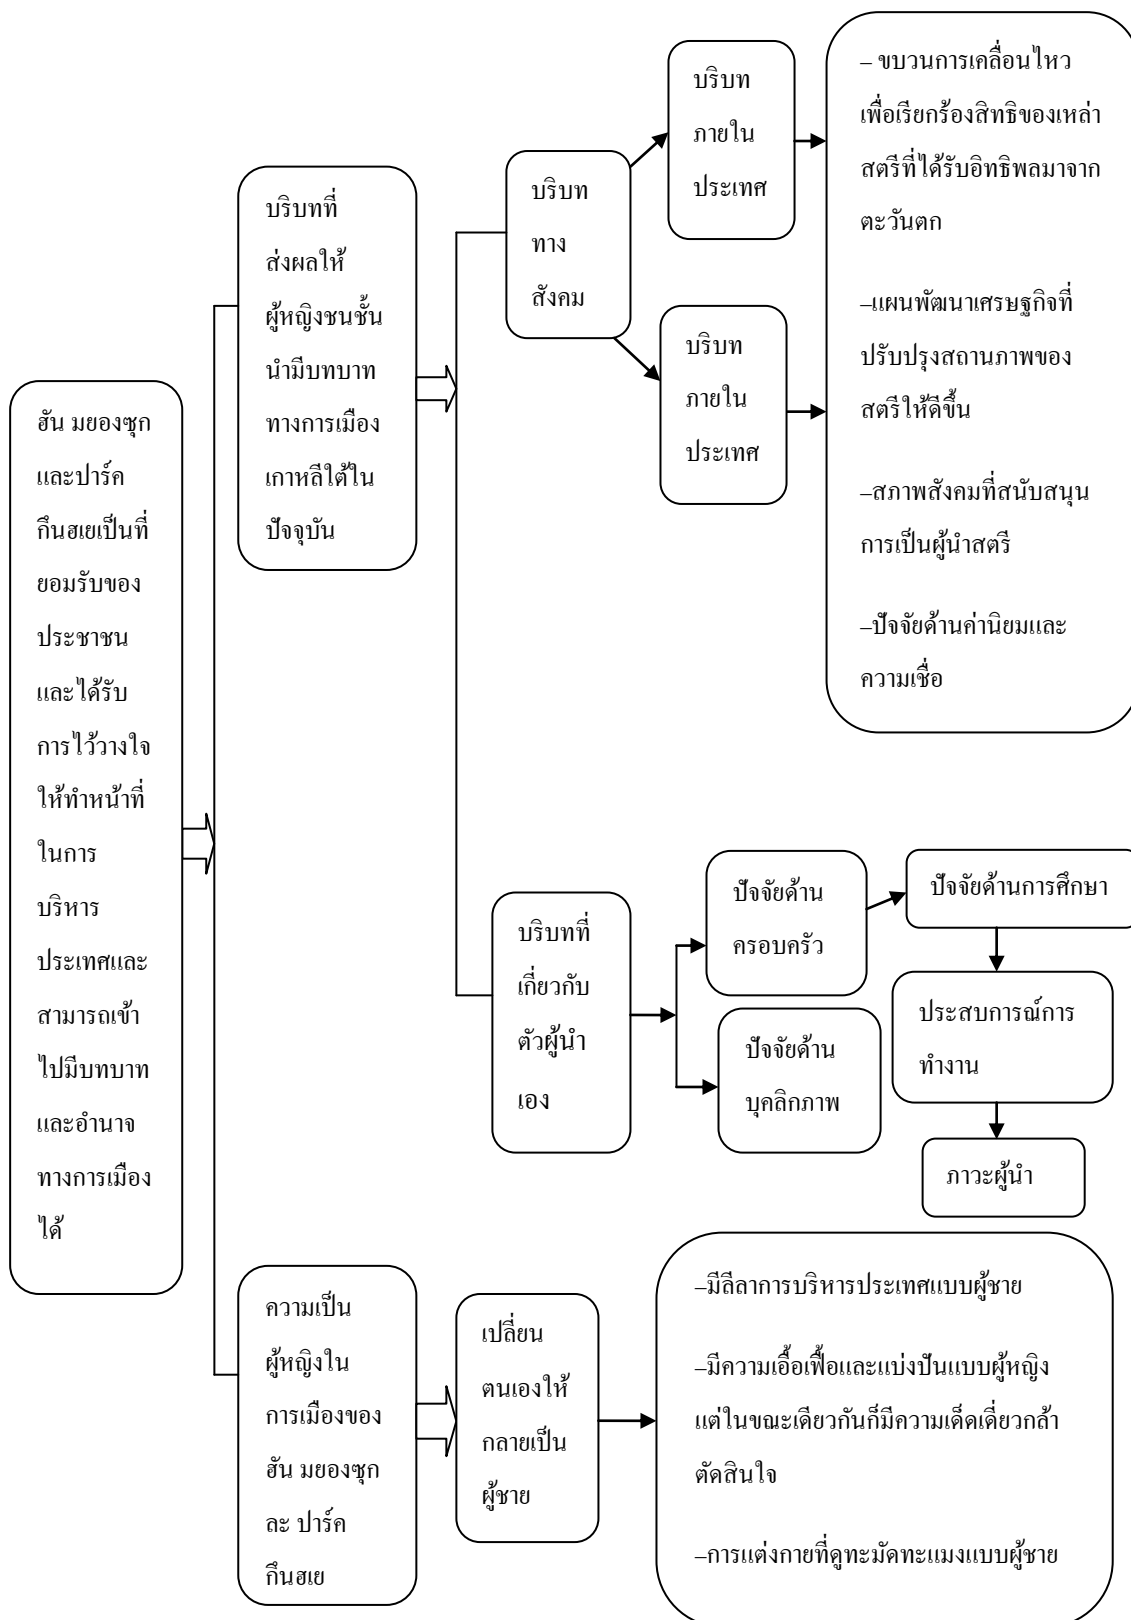 ฮัน มยองซุก
และปาร์ค
กึนฮเยเป็นที่
ยอมรับของ
ประชาชน
และได้รับ
การไว้วางใจ
ให้ทำหน้าที่
ในการ
บริหาร
ประเทศและ
สามารถเข้า
ไปมีบทบาท
และอำนาจ
ทางการเมือง
ได้
บริบทที่
ส่งผลให้
ผู้หญิงชนชั้น
นำมีบทบาท
ทางการเมือง
เกาหลีใต้ใน
ปัจจุบัน
บริบท
ทาง
สังคม
บริบท
ภายใน
ประเทศ
บริบท
ภายใน
ประเทศ
– ขบวนการเคลื่อนไหว
เพื่อเรียกร้องสิทธิของเหล่า
สตรีที่ได้รับอิทธิพลมาจาก
ตะวันตก
–แผนพัฒนาเศรษฐกิจที่
ปรับปรุงสถานภาพของ
สตรีให้ดีขึ้น
–สภาพสังคมที่สนับสนุน
การเป็นผู้นำสตรี
–ปัจจัยด้านค่านิยมและ
ความเชื่อ
บริบทที่
เกี่ยวกับ
ตัวผู้นำ
เอง
ปัจจัยด้าน
ครอบครัว
ปัจจัยด้าน
บุคลิกภาพ
ปัจจัยด้านการศึกษา
ประสบการณ์การ
ทำงาน
ภาวะผู้นำ
ความเป็น
ผู้หญิงใน
การเมืองของ
ฮัน มยองซุก
ละ ปาร์ค
กึนฮเย
เปลี่ยน
ตนเองให้
กลายเป็น
ผู้ชาย
–มีลีลาการบริหารประเทศแบบผู้ชาย
–มีความเอื้อเฟื้อและแบ่งปันแบบผู้หญิง
แต่ในขณะเดียวกันก็มีความเด็ดเดี่ยวกล้า
ตัดสินใจ
–การแต่งกายที่ดูทะมัดทะแมงแบบผู้ชาย